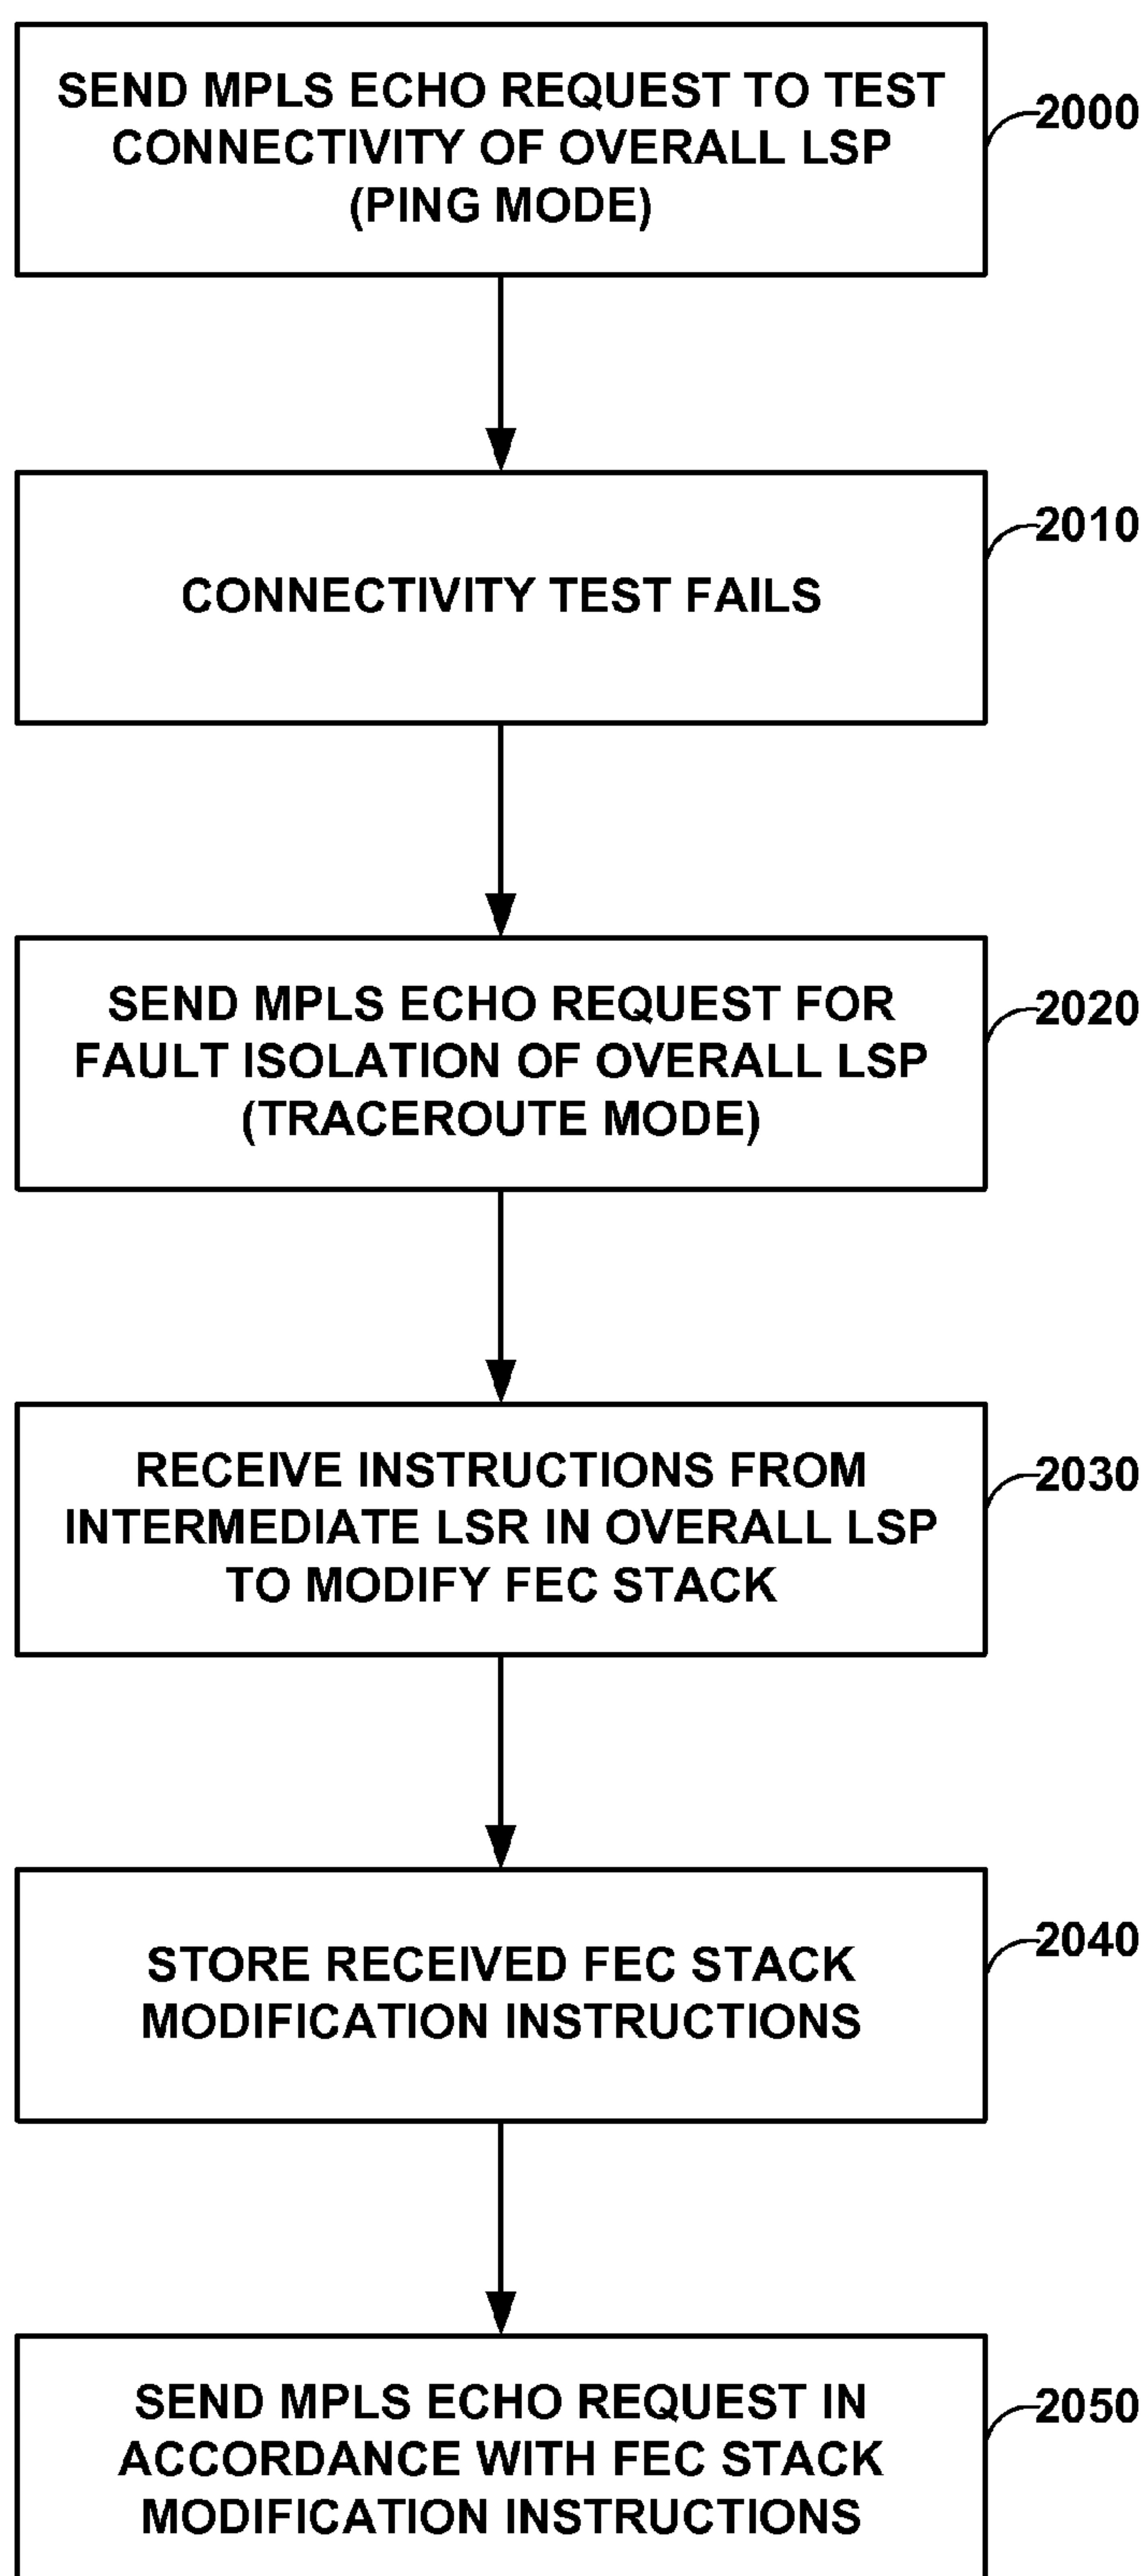 SEND MPLS ECHO REQUEST TO TEST
CONNECTIVITY OF OVERALL LSP
(PING MODE)
2000
CONNECTIVITY TEST FAILS
2010
SEND MPLS ECHO REQUEST FOR
FAULT ISOLATION OF OVERALL LSP
(TRACEROUTE MODE)
2020
RECEIVE INSTRUCTIONS FROM
INTERMEDIATE LSR IN OVERALL LSP
TO MODIFY FEC STACK
2030
STORE RECEIVED FEC STACK
MODIFICATION INSTRUCTIONS
2040
SEND MPLS ECHO REQUEST IN
ACCORDANCE WITH FEC STACK
MODIFICATION INSTRUCTIONS
2050